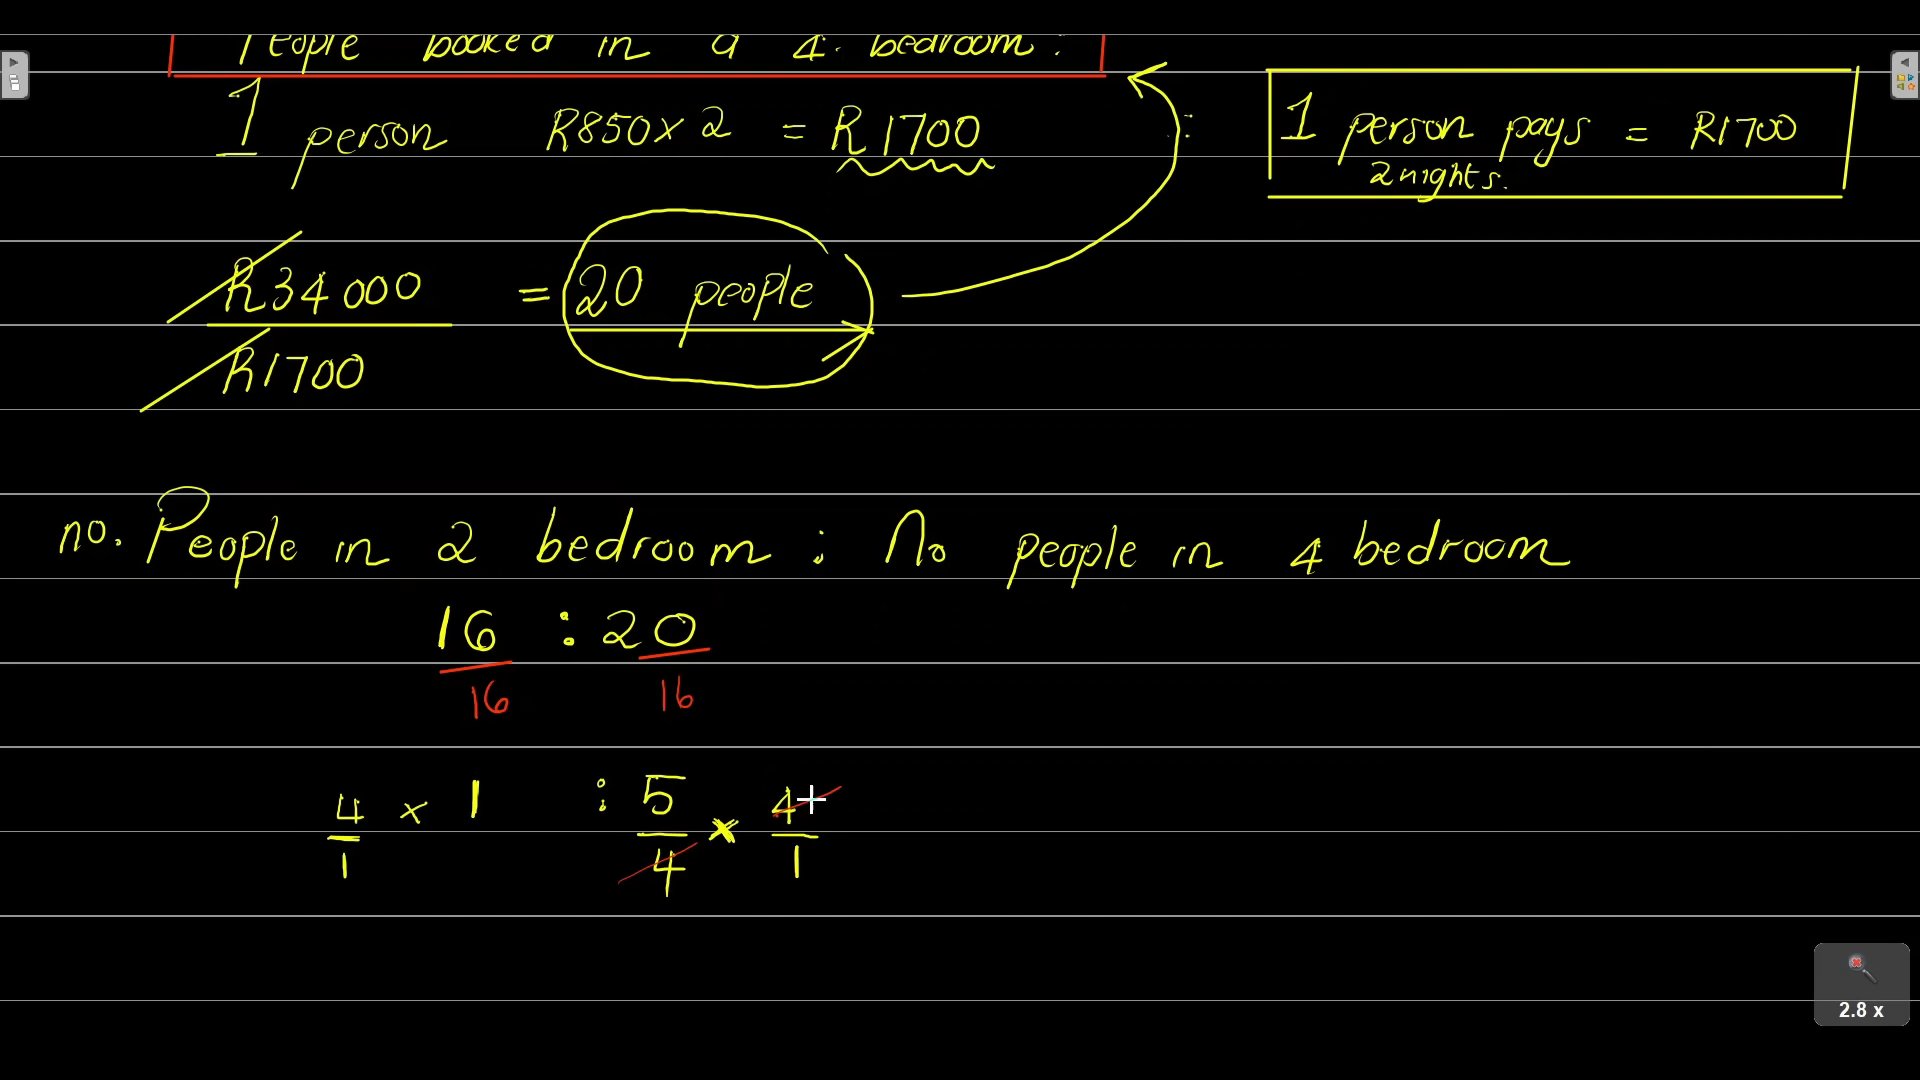 People booked in a 4 bedroom:
1 person R850 x 2 = R1700 : 1 person pays = R1700
2 nights.
R34 000 = 20 people
R1700
no. People in 2 bedroom : No people in 4 bedroom
16 : 20
16 16
4 x 1 : 5 x 4
1 4 1
2.8 x